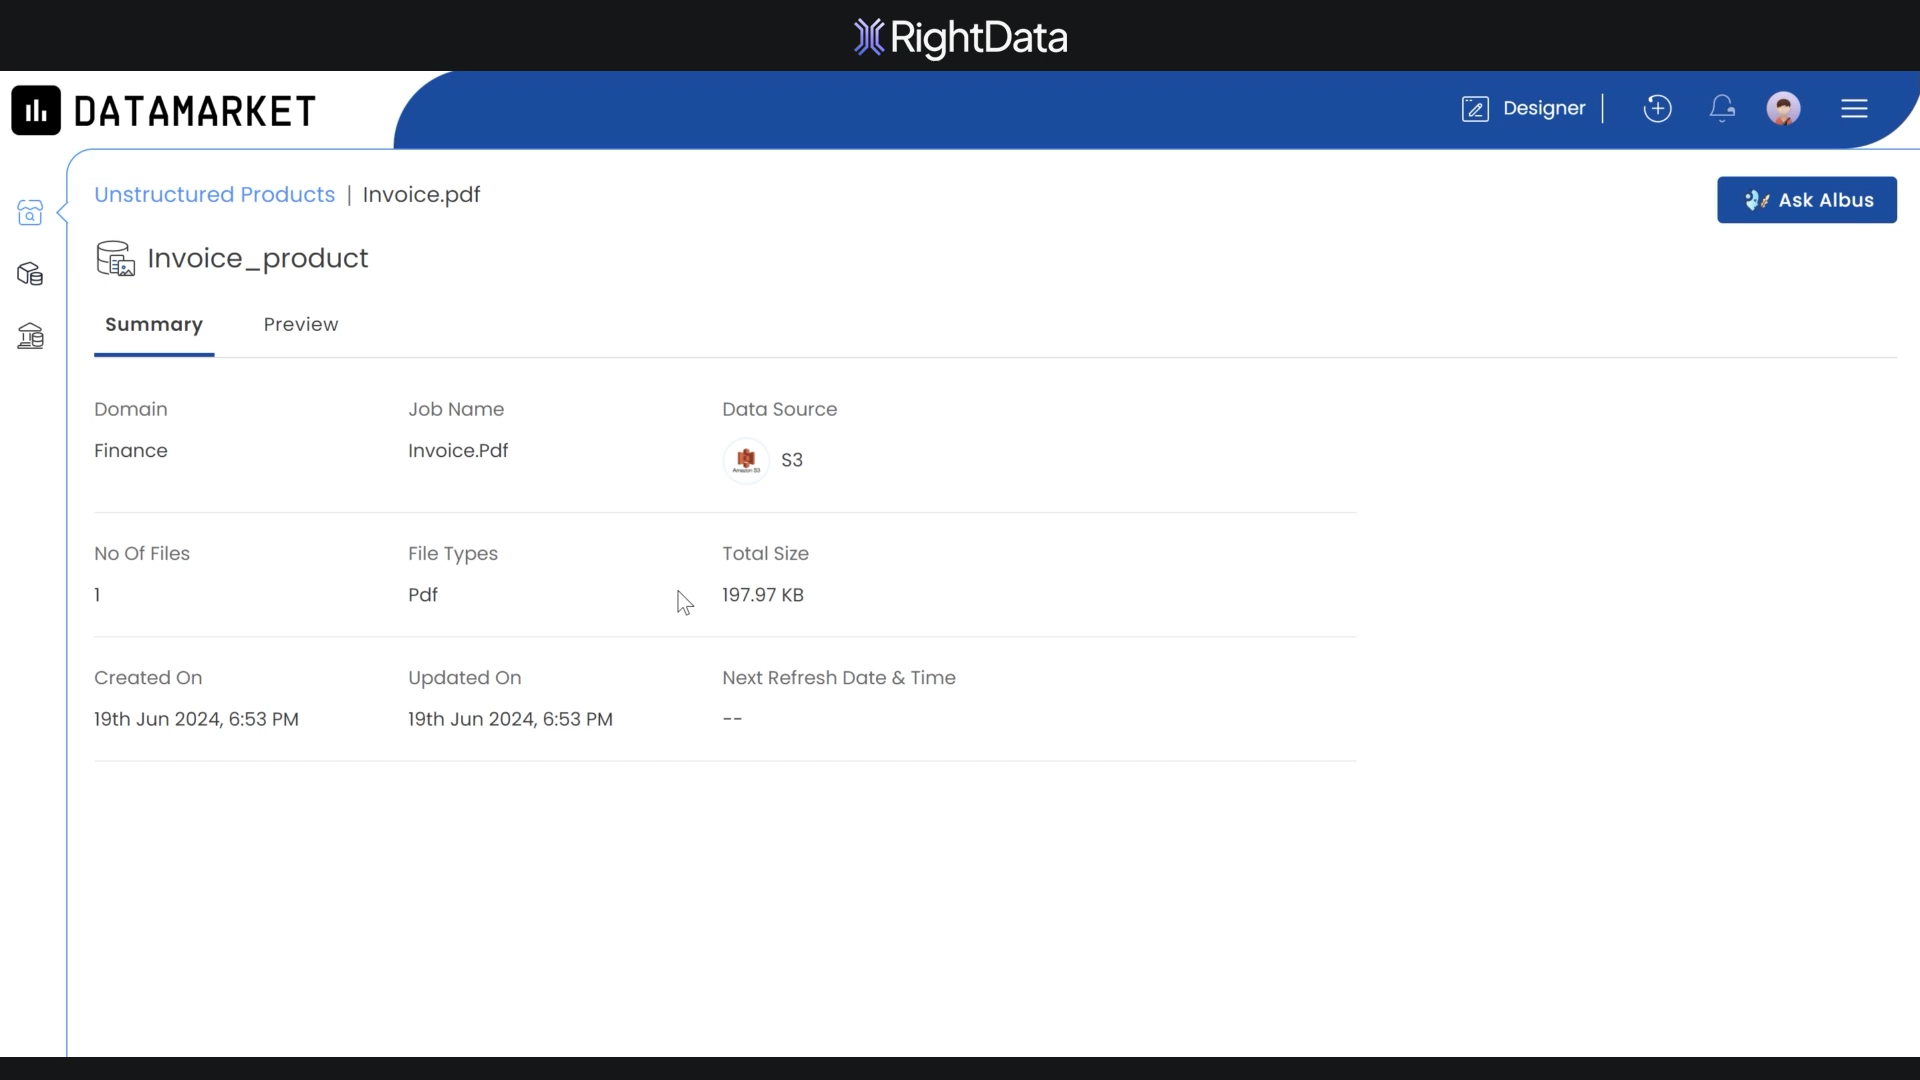 RightData
DATAMARKET
Designer
Unstructured Products | Invoice.pdf
Ask Albus
Invoice_product
Summary
Preview
Domain
Job Name
Data Source
Finance
Invoice.Pdf
Amazon S3
S3
No Of Files
File Types
Total Size
1
Pdf
197.97 KB
Created On
Updated On
Next Refresh Date & Time
19th Jun 2024, 6:53 PM
19th Jun 2024, 6:53 PM
--